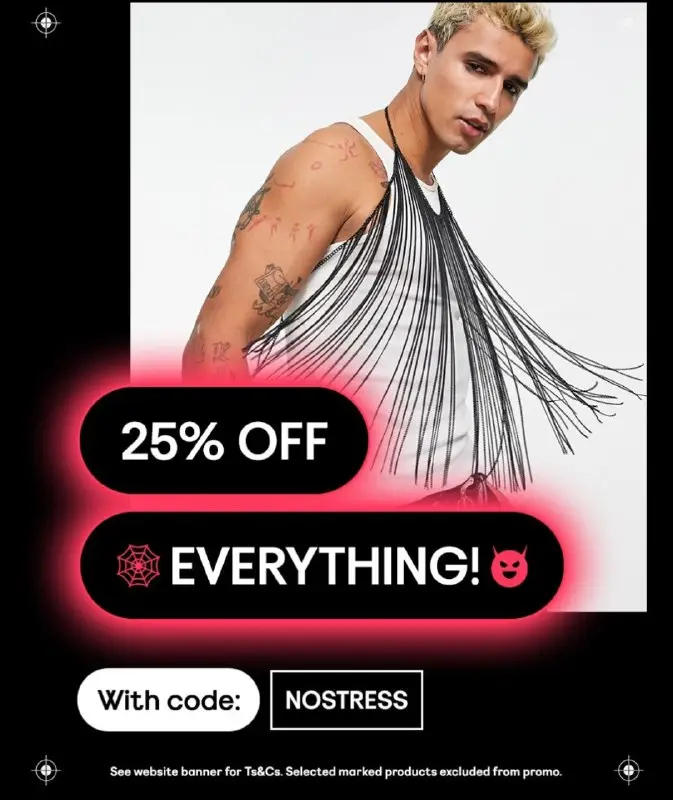 25% OFF
EVERYTHING!
With code:
NOSTRESS
See website banner for Ts&Cs. Selected marked products excluded from promo.